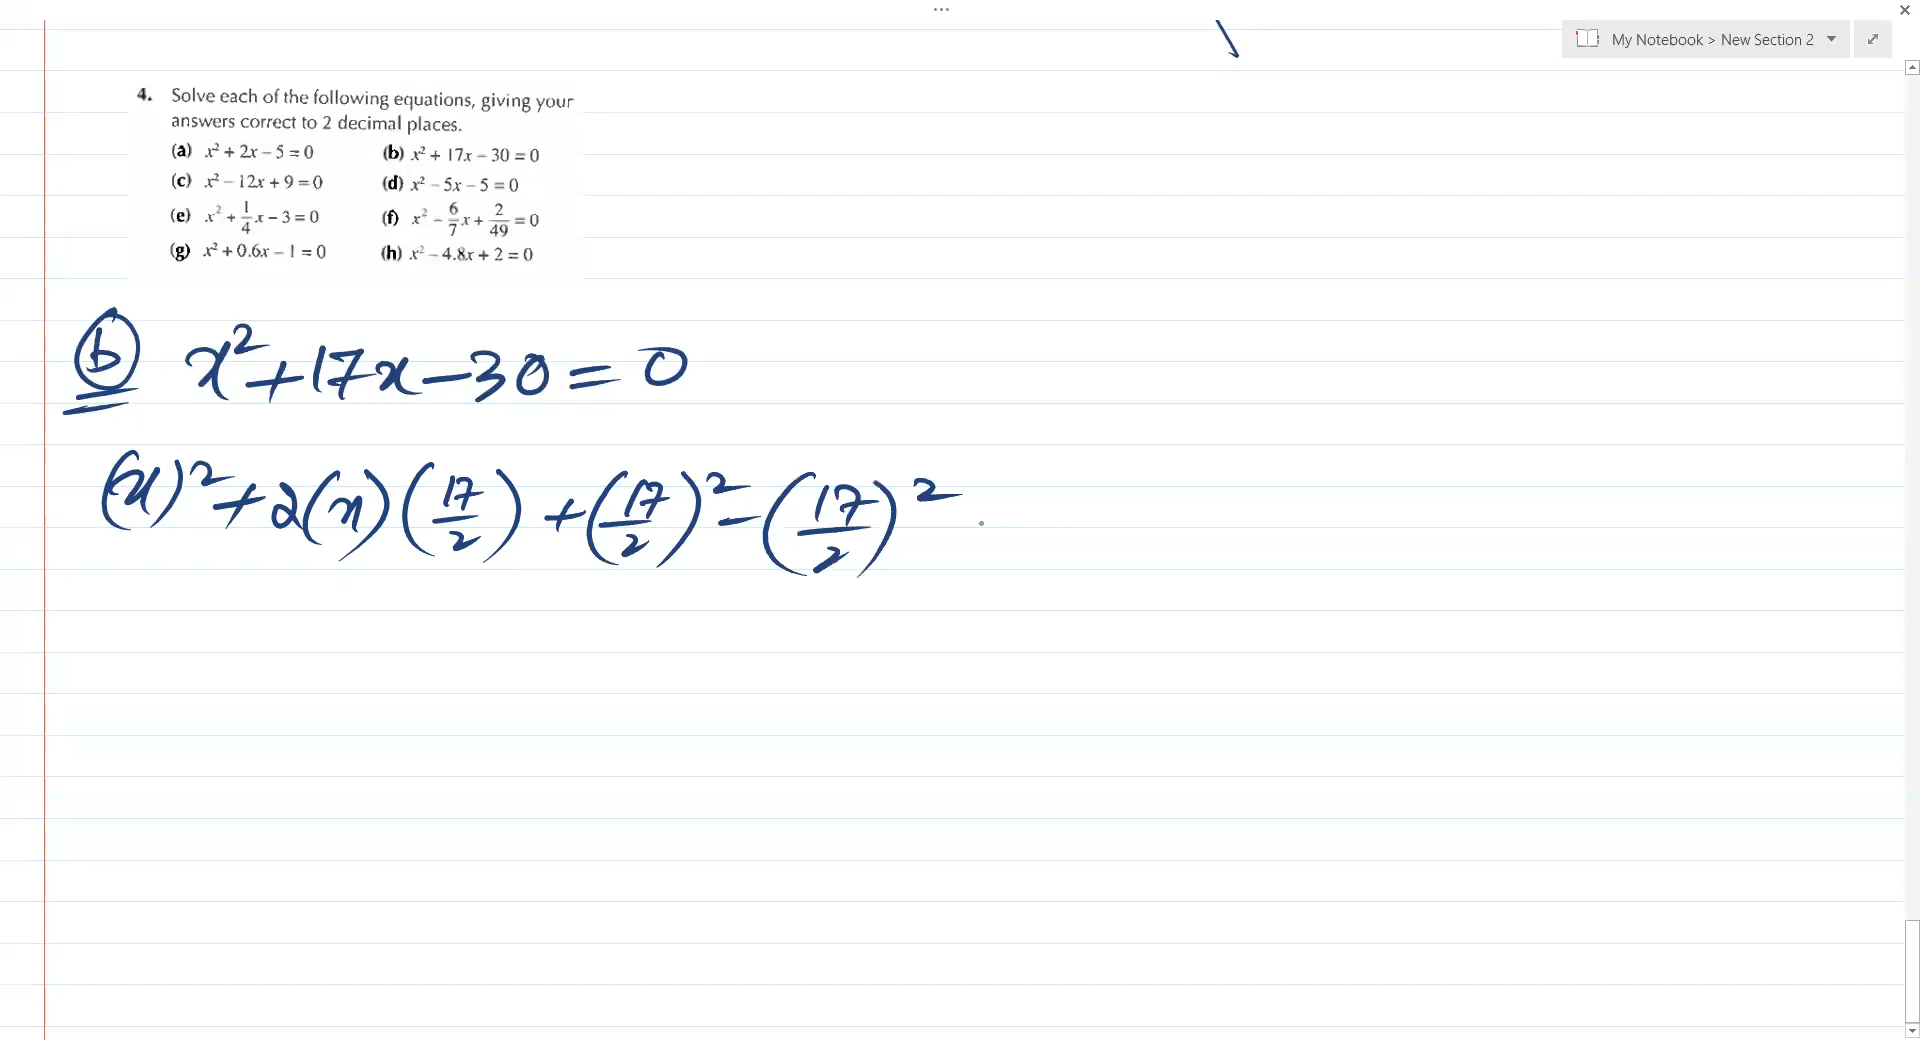 My Notebook > New Section 2
4. Solve each of the following equations, giving your
answers correct to 2 decimal places.
(a) x² + 2x – 5 = 0 (b) x² + 17x – 30 = 0
(c) x² – 12x + 9 = 0 (d) x² – 5x – 5 = 0
(e) x² + 1/4 x – 3 = 0 (f) x² – 6/7 x + 2/49 = 0
(g) x² + 0.6x – 1 = 0 (h) x² – 4.8x + 2 = 0
(b) x² + 17x – 30 = 0
(x)² + 2(x)(17/2) + (17/2)² – (17/2)²